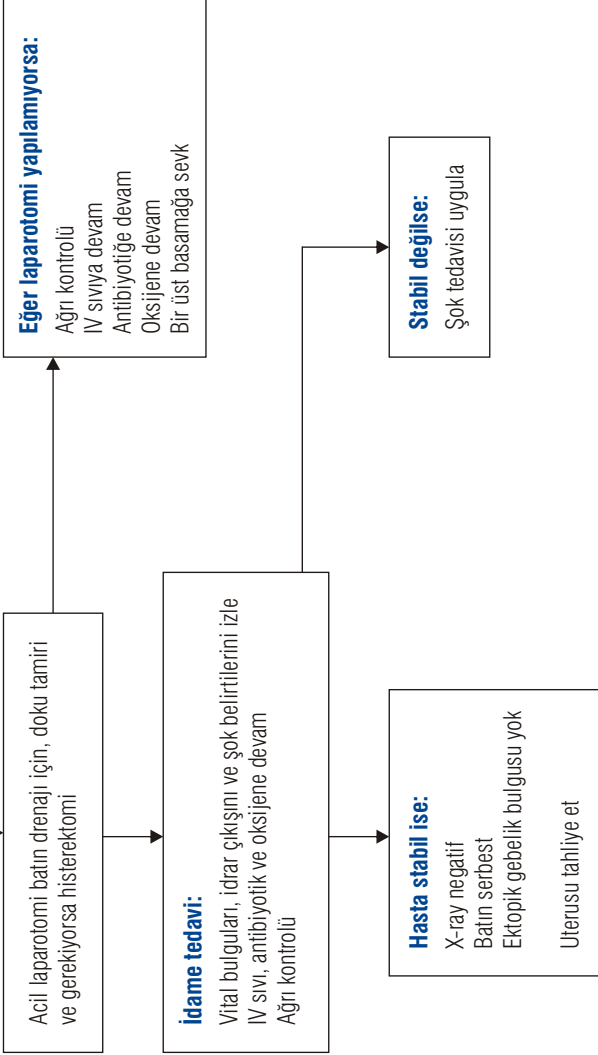 Acil laparotomi batın drenajı için, doku tamiri
ve gerekiyorsa histerektomi
Eğer laparotomi yapılamıyorsa:
Ağrı kontrolü
IV sıvıya devam
Antibiyotiğe devam
Oksijene devam
Bir üst basamağa sevk
İdame tedavi:
Vital bulguları, idrar çıkışını ve şok belirtilerini izle
IV sıvı, antibiyotik ve oksijene devam
Ağrı kontrolü
Hasta stabil ise:
X-ray negatif
Batın serbest
Ektopik gebelik bulgusu yok
Uterusu tahliye et
Stabil değilse:
Şok tedavisi uygula